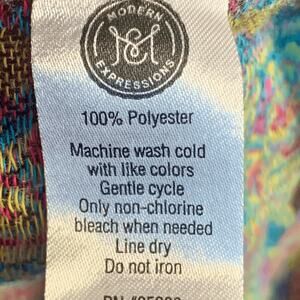 MODERN
EXPRESSIONS
100% Polyester
Machine wash cold
with like colors
Gentle cycle
Only non-chlorine
bleach when needed
Line dry
Do not iron